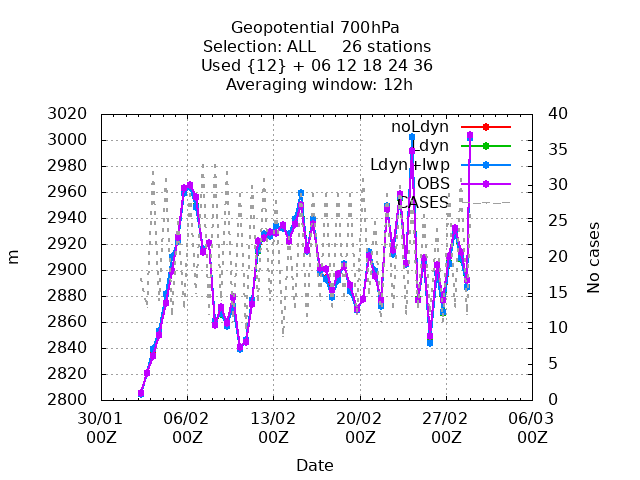 Geopotential 700hPa
Selection: ALL 26 stations
Used {12} + 06 12 18 24 36
Averaging window: 12h
3020
3000
2980
2960
2940
2920
2900
2880
2860
2840
2820
2800
m
40
35
30
25
20
15
10
5
0
No cases
noLdyn
Ldyn
Ldyn+lwp
OBS
CASES
30/01 06/02 13/02 20/02 27/02 06/03
00Z 00Z 00Z 00Z 00Z 00Z
Date